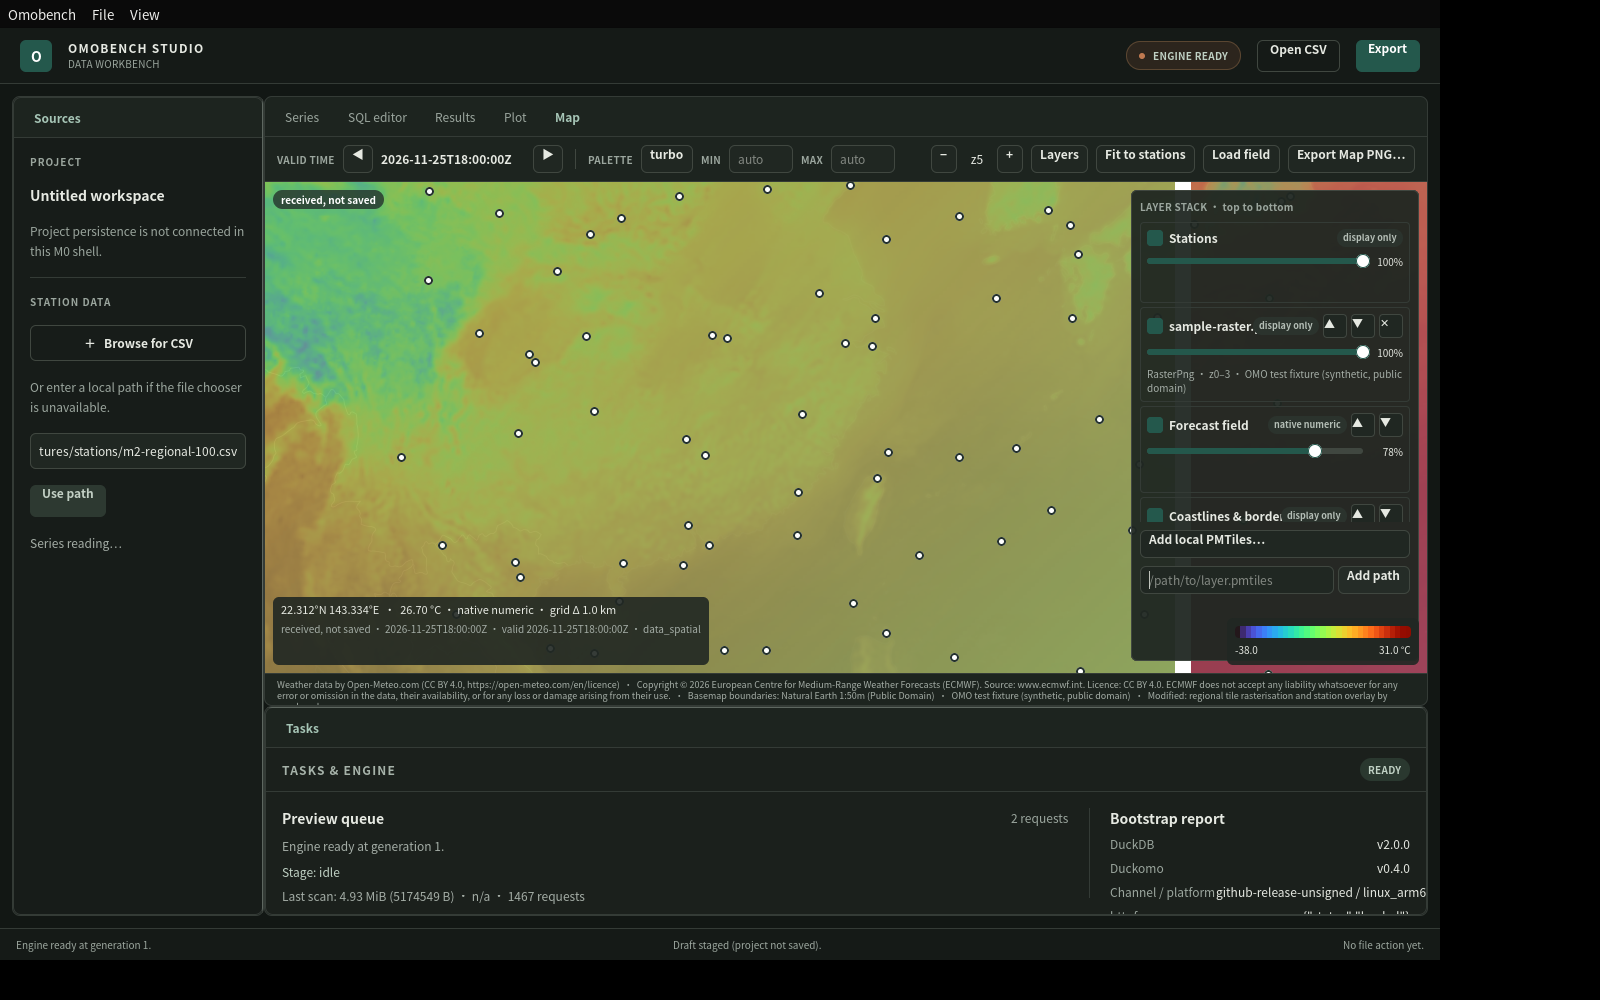 Omobench File View
O
OMOBENCH STUDIO
DATA WORKBENCH
ENGINE READY
Open CSV
Export
Sources
PROJECT
Untitled workspace
Project persistence is not connected in
this M0 shell.
STATION DATA
+ Browse for CSV
Or enter a local path if the file chooser
is unavailable.
tures/stations/m2-regional-100.csv
Use path
Series reading…
Series SQL editor Results Plot Map
VALID TIME ◀ 2026-11-25T18:00:00Z ▶ PALETTE turbo MIN auto MAX auto − z5 + Layers Fit to stations Load field Export Map PNG…
received, not saved
LAYER STACK · top to bottom
Stations display only
100%
sample-raster. display only ▲ ▼ ×
100%
RasterPng · z0–3 · OMO test fixture (synthetic, public
domain)
Forecast field native numeric ▲ ▼
78%
Coastlines & border display only ▲ ▼
Add local PMTiles…
/path/to/layer.pmtiles Add path
-38.0 31.0 °C
22.312°N 143.334°E · 26.70 °C · native numeric · grid Δ 1.0 km
received, not saved · 2026-11-25T18:00:00Z · valid 2026-11-25T18:00:00Z · data_spatial
Weather data by Open-Meteo.com (CC BY 4.0, https://open-meteo.com/en/licence) · Copyright © 2026 European Centre for Medium-Range Weather Forecasts (ECMWF). Source: www.ecmwf.int. Licence: CC BY 4.0. ECMWF does not accept any liability whatsoever for any
error or omission in the data, their availability, or for any loss or damage arising from their use. · Basemap boundaries: Natural Earth 1:50m (Public Domain) · OMO test fixture (synthetic, public domain) · Modified: regional tile rasterisation and station overlay by
Tasks
TASKS & ENGINE
READY
Preview queue 2 requests
Engine ready at generation 1.
Stage: idle
Last scan: 4.93 MiB (5174549 B) · n/a · 1467 requests
Bootstrap report
DuckDB v2.0.0
Duckomo v0.4.0
Channel / platform github-release-unsigned / linux_arm6
Engine ready at generation 1.
Draft staged (project not saved).
No file action yet.